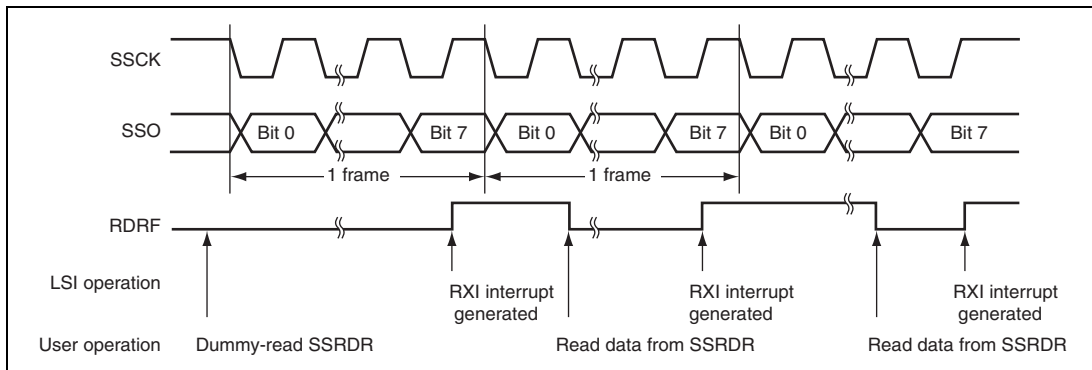 SSCK
SSO
Bit 0
Bit 7
Bit 0
Bit 7
Bit 0
Bit 7
1 frame
1 frame
RDRF
LSI operation
RXI interrupt
generated
RXI interrupt
generated
RXI interrupt
generated
User operation
Dummy-read SSRDR
Read data from SSRDR
Read data from SSRDR